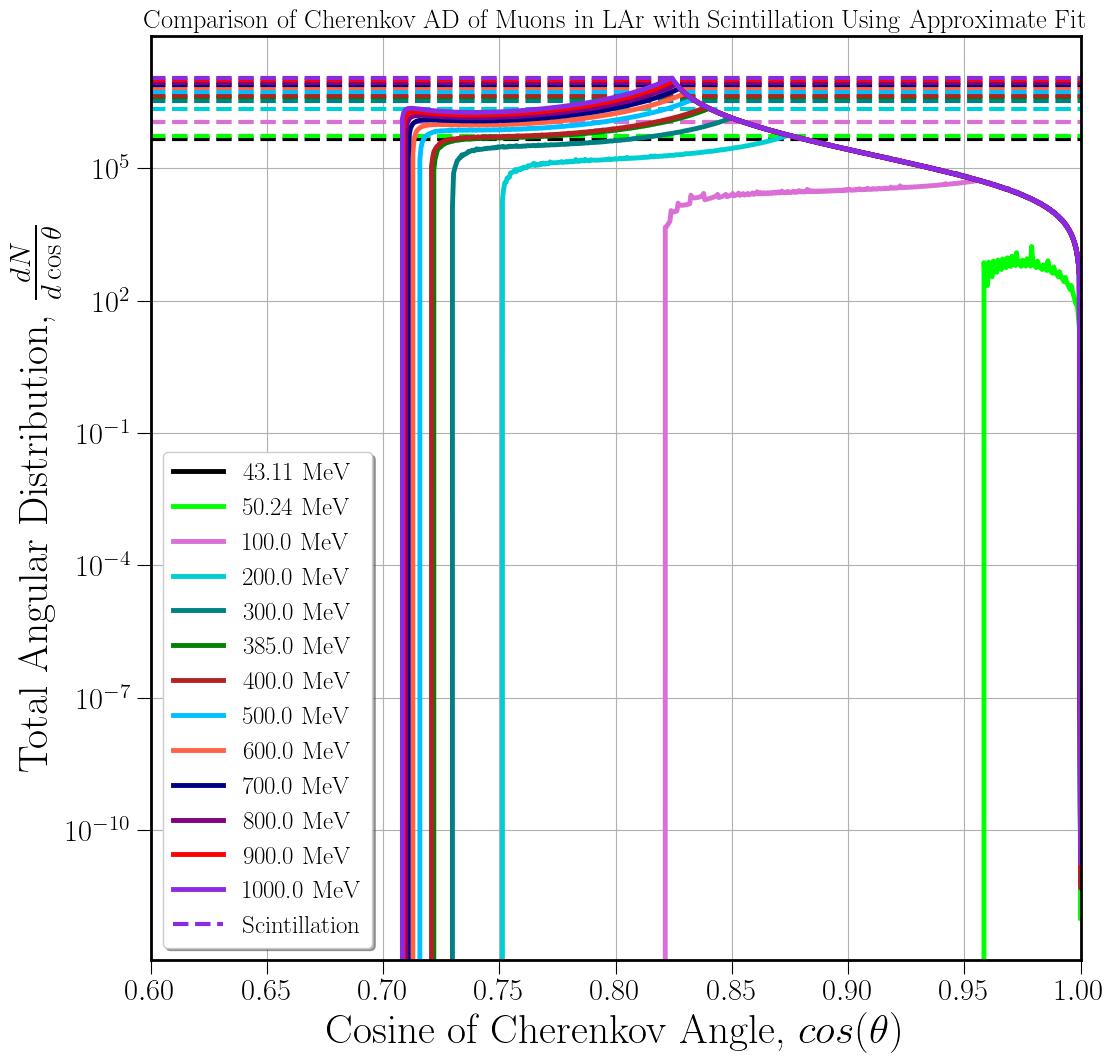 Comparison of Cherenkov AD of Muons in LAr with Scintillation Using Approximate Fit
Total Angular Distribution, dN/d cos θ
10^5
10^2
10^-1
10^-4
10^-7
10^-10
43.11 MeV
50.24 MeV
100.0 MeV
200.0 MeV
300.0 MeV
385.0 MeV
400.0 MeV
500.0 MeV
600.0 MeV
700.0 MeV
800.0 MeV
900.0 MeV
1000.0 MeV
Scintillation
0.60 0.65 0.70 0.75 0.80 0.85 0.90 0.95 1.00
Cosine of Cherenkov Angle, cos(θ)